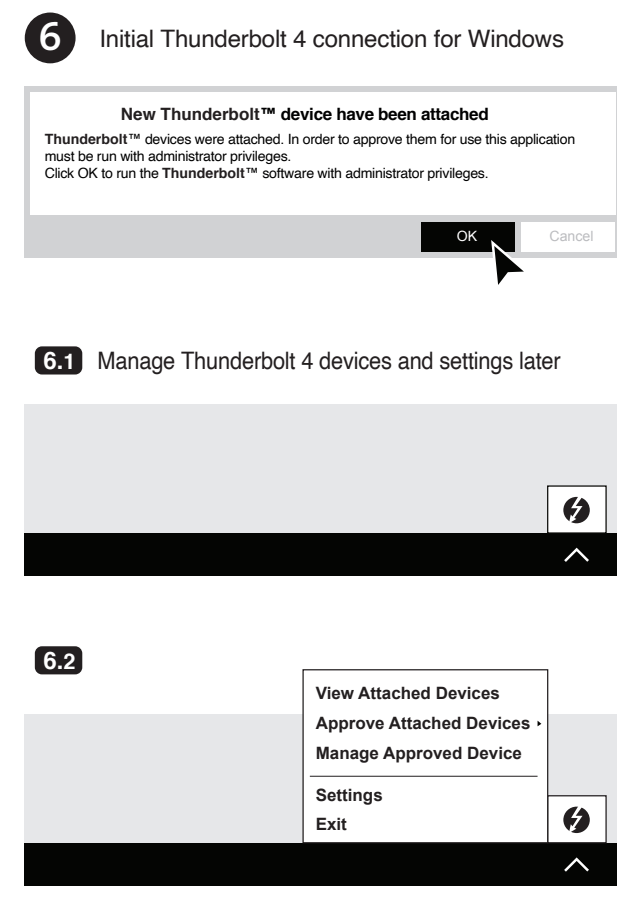 6 Initial Thunderbolt 4 connection for Windows
New Thunderbolt™ device have been attached
Thunderbolt™ devices were attached. In order to approve them for use this application
must be run with administrator privileges.
Click OK to run the Thunderbolt™ software with administrator privileges.
OK Cancel
6.1 Manage Thunderbolt 4 devices and settings later
6.2
View Attached Devices
Approve Attached Devices
Manage Approved Device
Settings
Exit